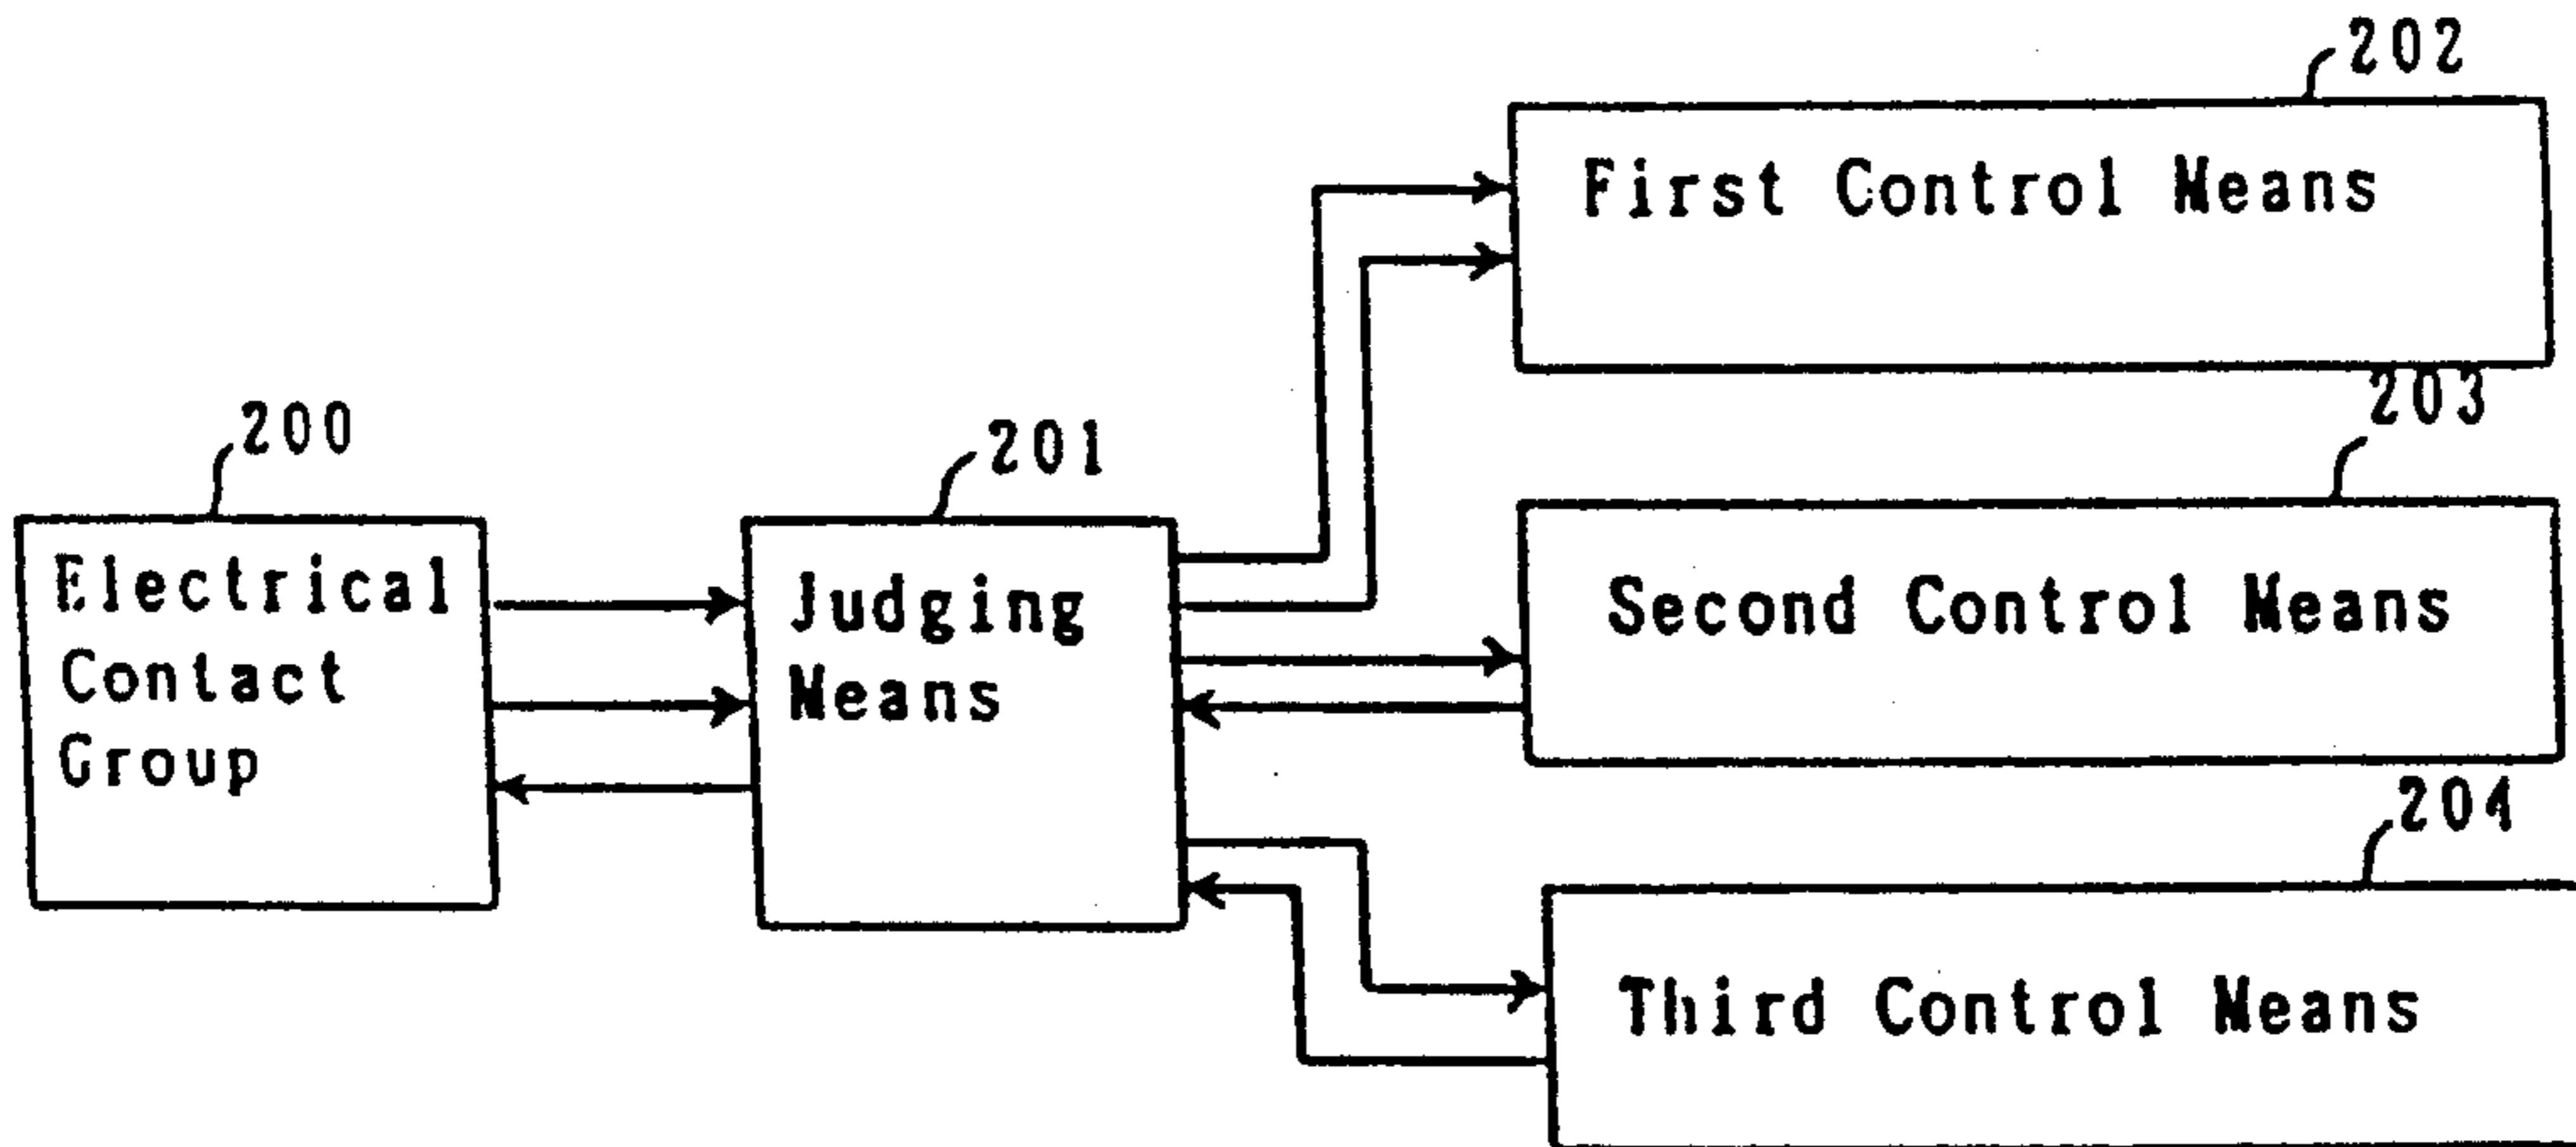 202
First Control Means
203
200
201
Electrical
Contact
Group
Judging
Means
Second Control Means
204
Third Control Means